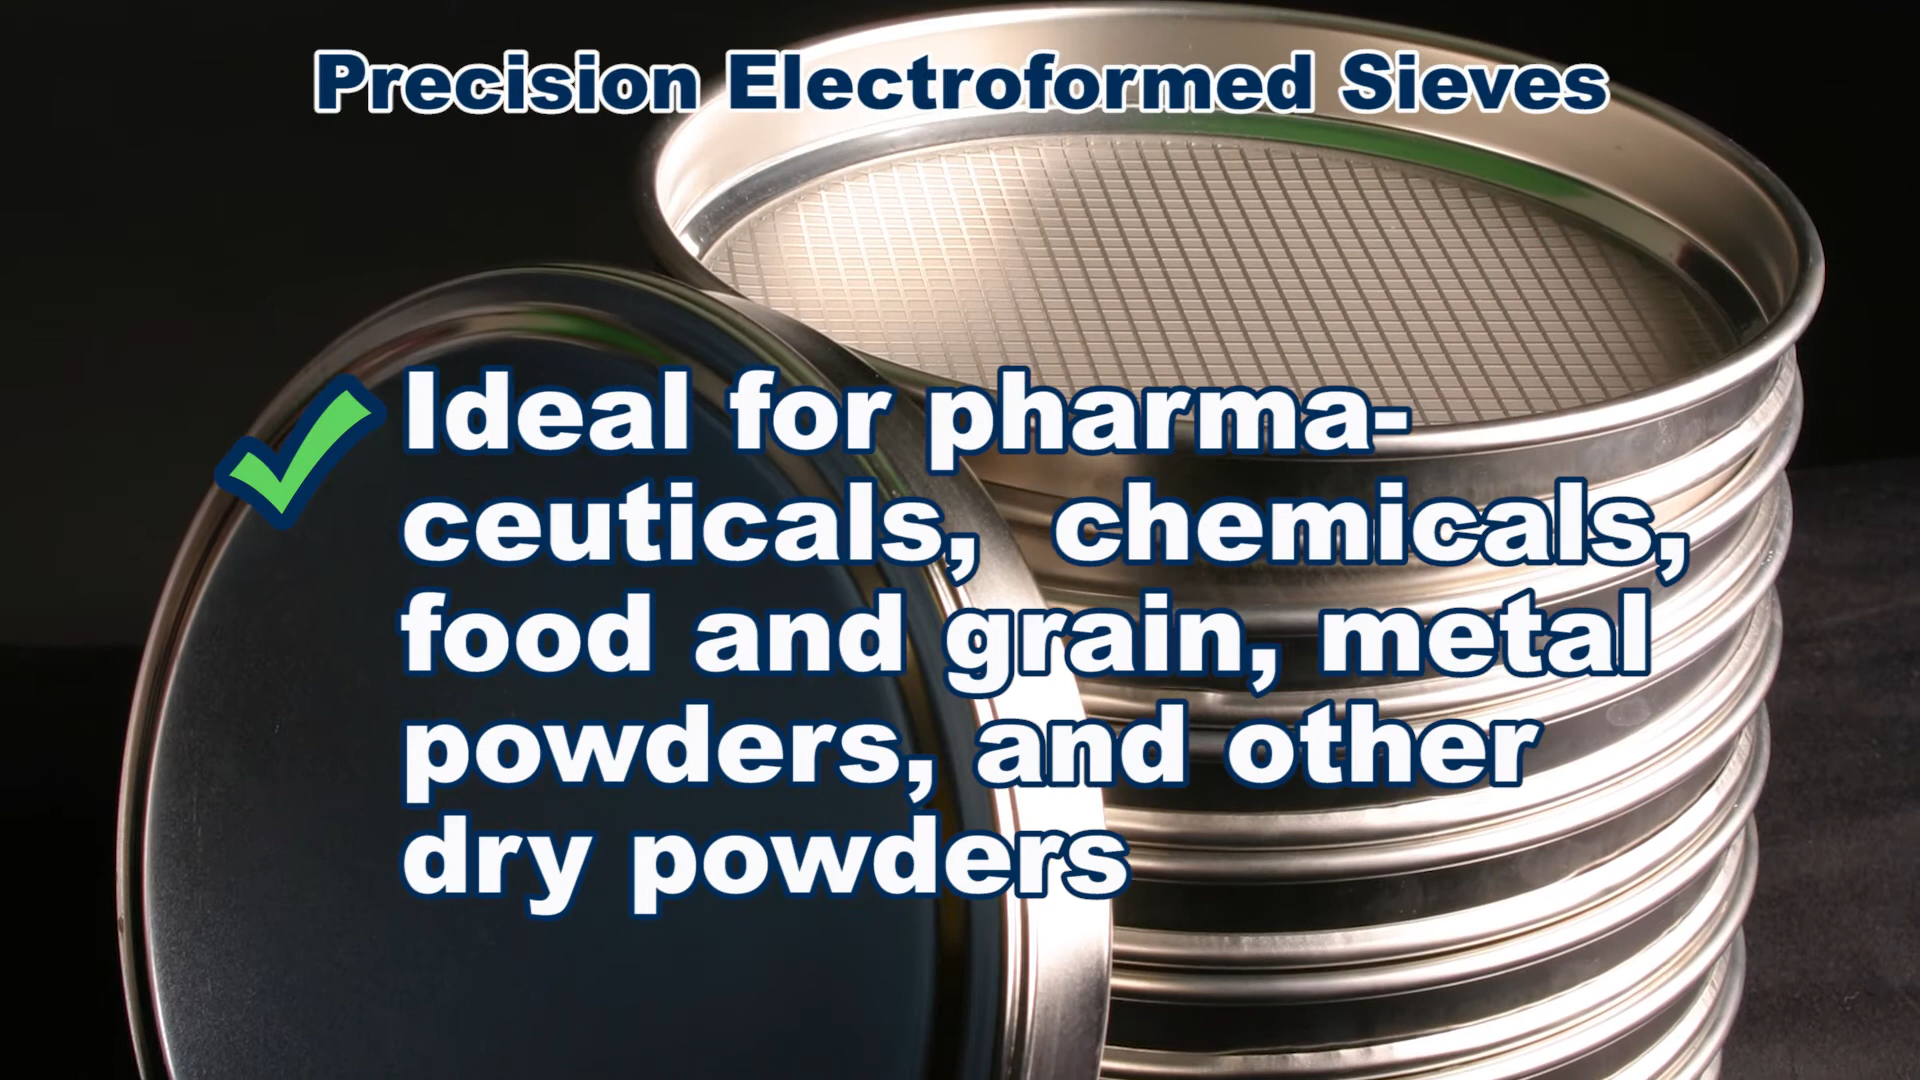 Precision Electroformed Sieves
Ideal for pharma-
ceuticals,  chemicals,
food and grain, metal
powders, and other
dry powders